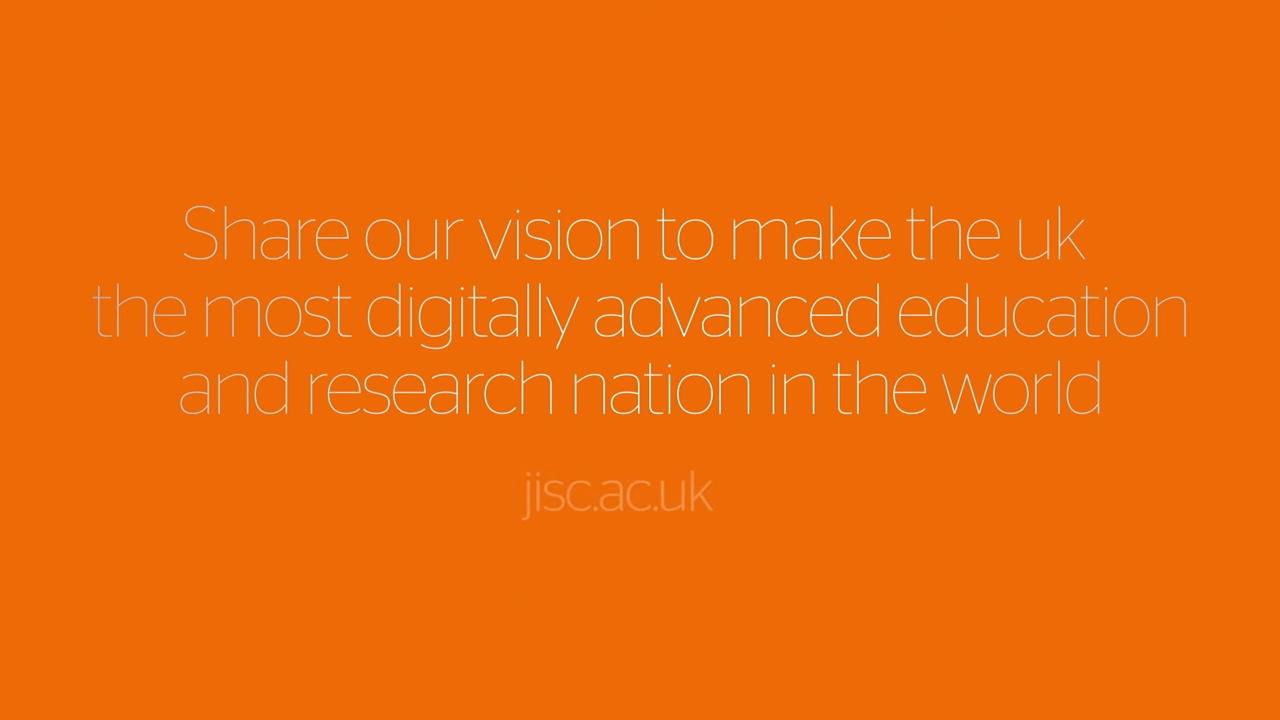 Share our vision to make the uk
the most digitally advanced education
and research nation in the world
jisc.ac.uk